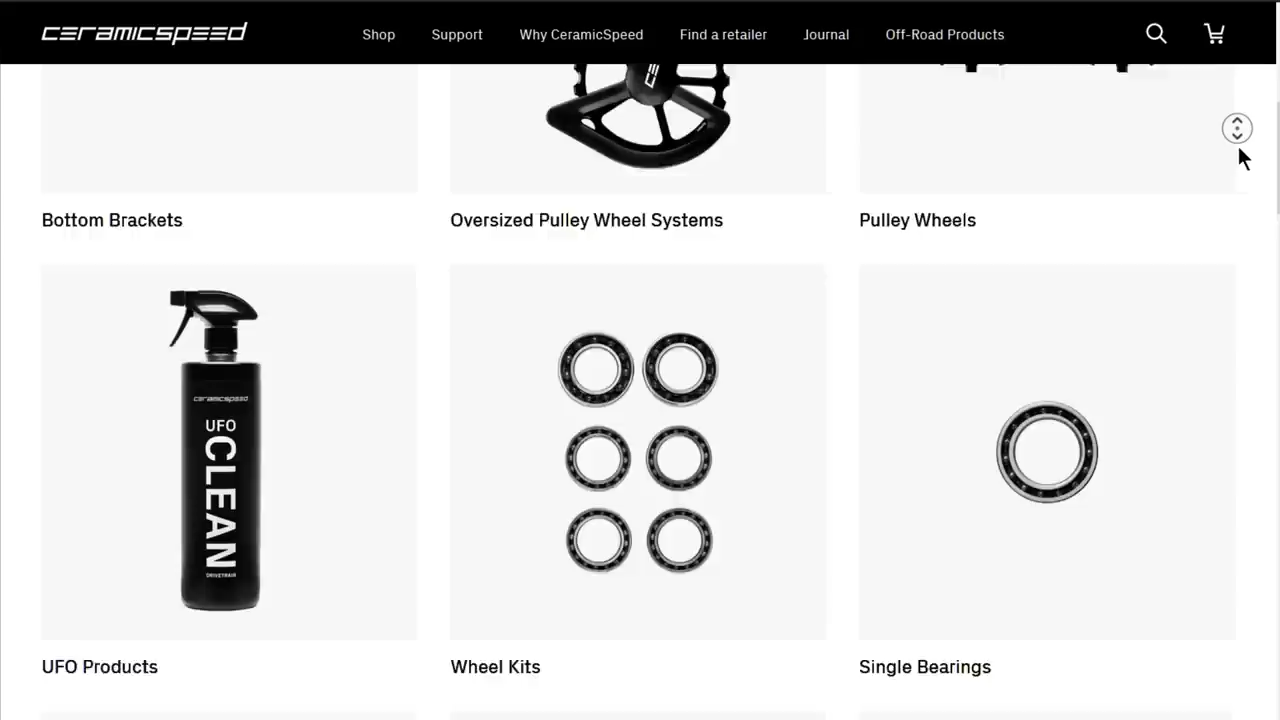 ceramicspeed
Shop Support Why CeramicSpeed Find a retailer Journal Off-Road Products
Bottom Brackets
Oversized Pulley Wheel Systems
Pulley Wheels
ceramicspeed
UFO
CLEAN
DRIVETRAIN
UFO Products
Wheel Kits
Single Bearings